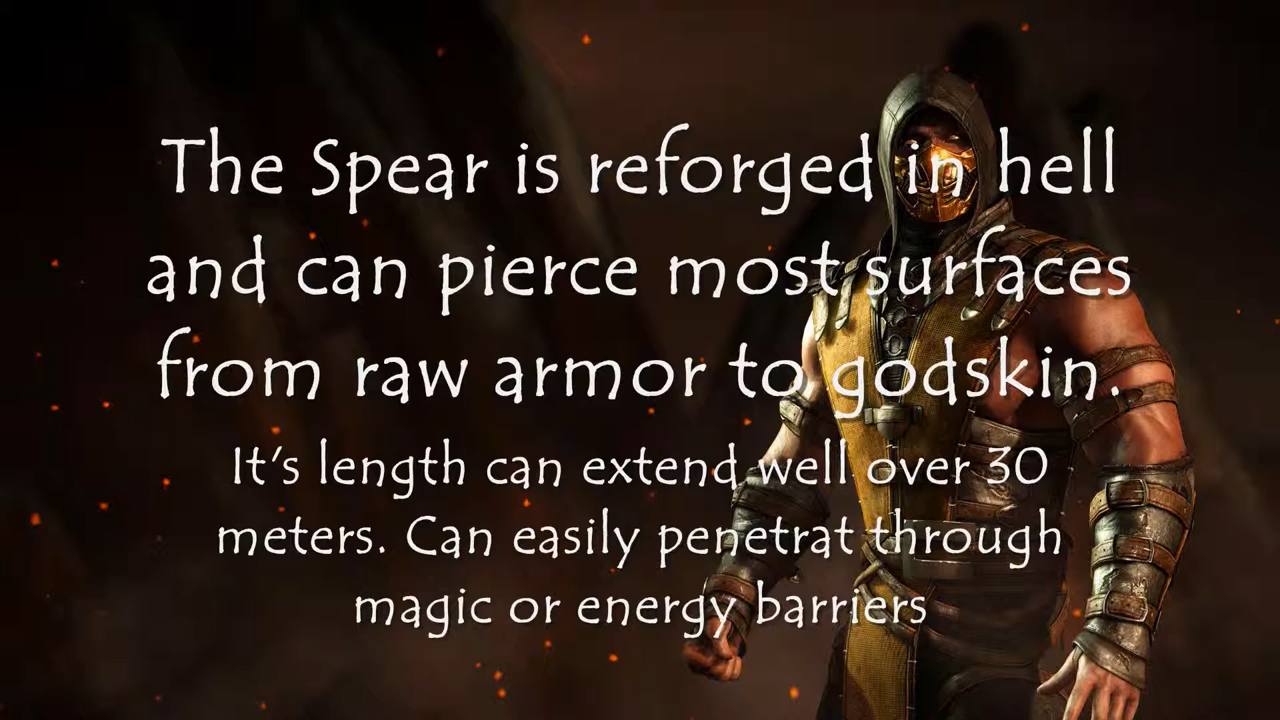 The Spear is reforged in hell
and can pierce most surfaces
from raw armor to godskin.
It's length can extend well over 30
meters. Can easily penetrat through
magic or energy barriers